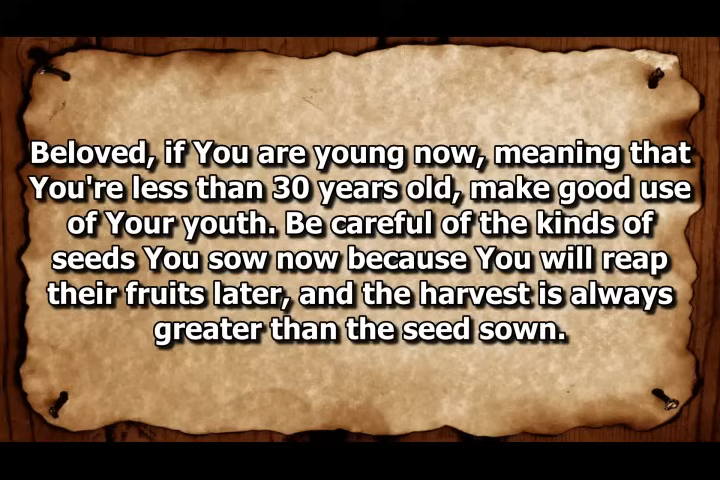 Beloved, if You are young now, meaning that
You're less than 30 years old, make good use
of Your youth. Be careful of the kinds of
seeds You sow now because You will reap
their fruits later, and the harvest is always
greater than the seed sown.